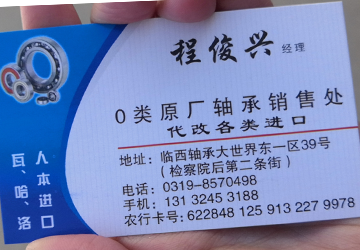 程俊兴 经理
0类原厂轴承销售处
代改各类进口
地址：临西轴承大世界东一区39号
（检察院后第二条街）
电话：0319-8570498
手机：131 3245 3188
农行卡号：622848 125 913 227 9978
人本进口
瓦、哈、洛